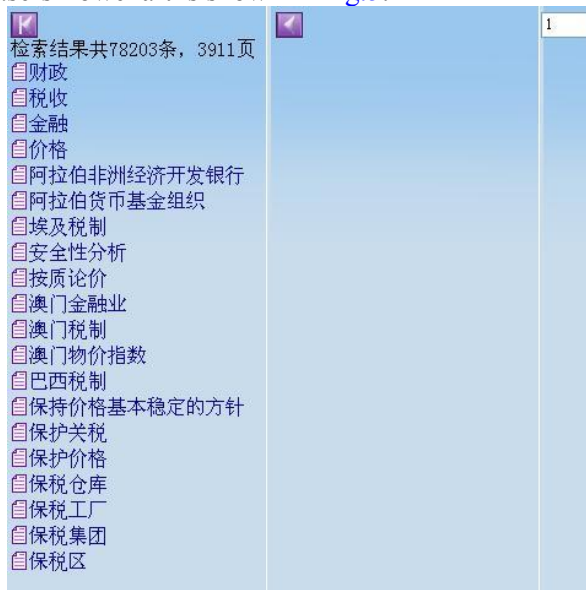 1
检索结果共78203条, 3911页
财政
税收
金融
价格
阿拉伯非洲经济开发银行
阿拉伯货币基金组织
埃及税制
安全性分析
按质论价
澳门金融业
澳门税制
澳门物价指数
巴西税制
保持价格基本稳定的方针
保护关税
保护价格
保税仓库
保税工厂
保税集团
保税区